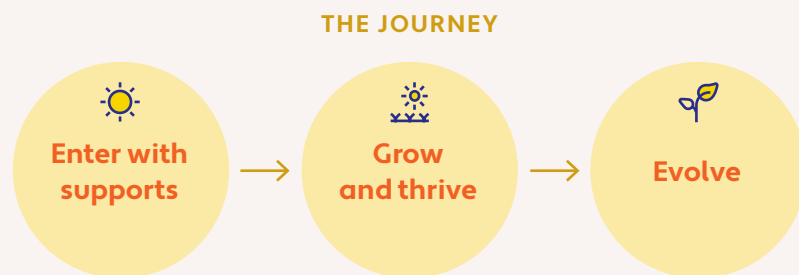 THE JOURNEY
Enter with
supports
Grow
and thrive
Evolve